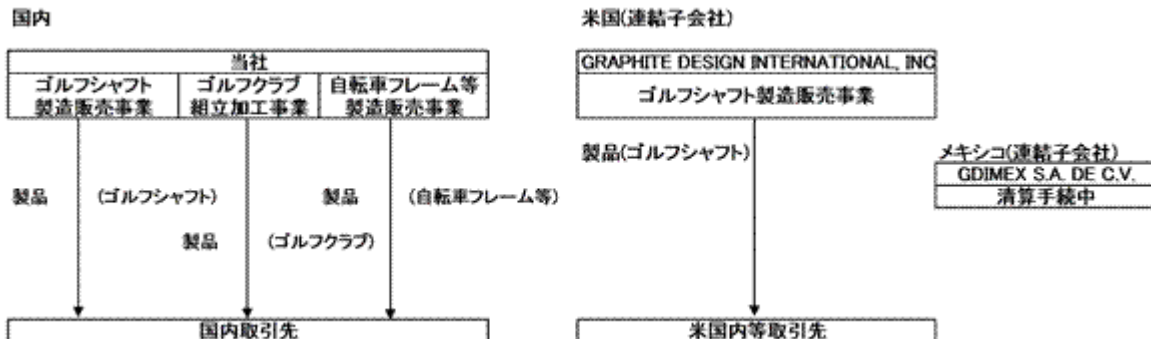 国内
当社
ゴルフシャフト
製造販売事業
ゴルフクラブ
組立加工事業
自転車フレーム等
製造販売事業
製品
(ゴルフシャフト)
製品
(ゴルフクラブ)
製品
(自転車フレーム等)
国内取引先
米国(連結子会社)
GRAPHITE DESIGN INTERNATIONAL, INC
ゴルフシャフト製造販売事業
製品(ゴルフシャフト)
米国内等取引先
メキシコ(連結子会社)
GDIMEX S.A. DE C.V.
清算手続中